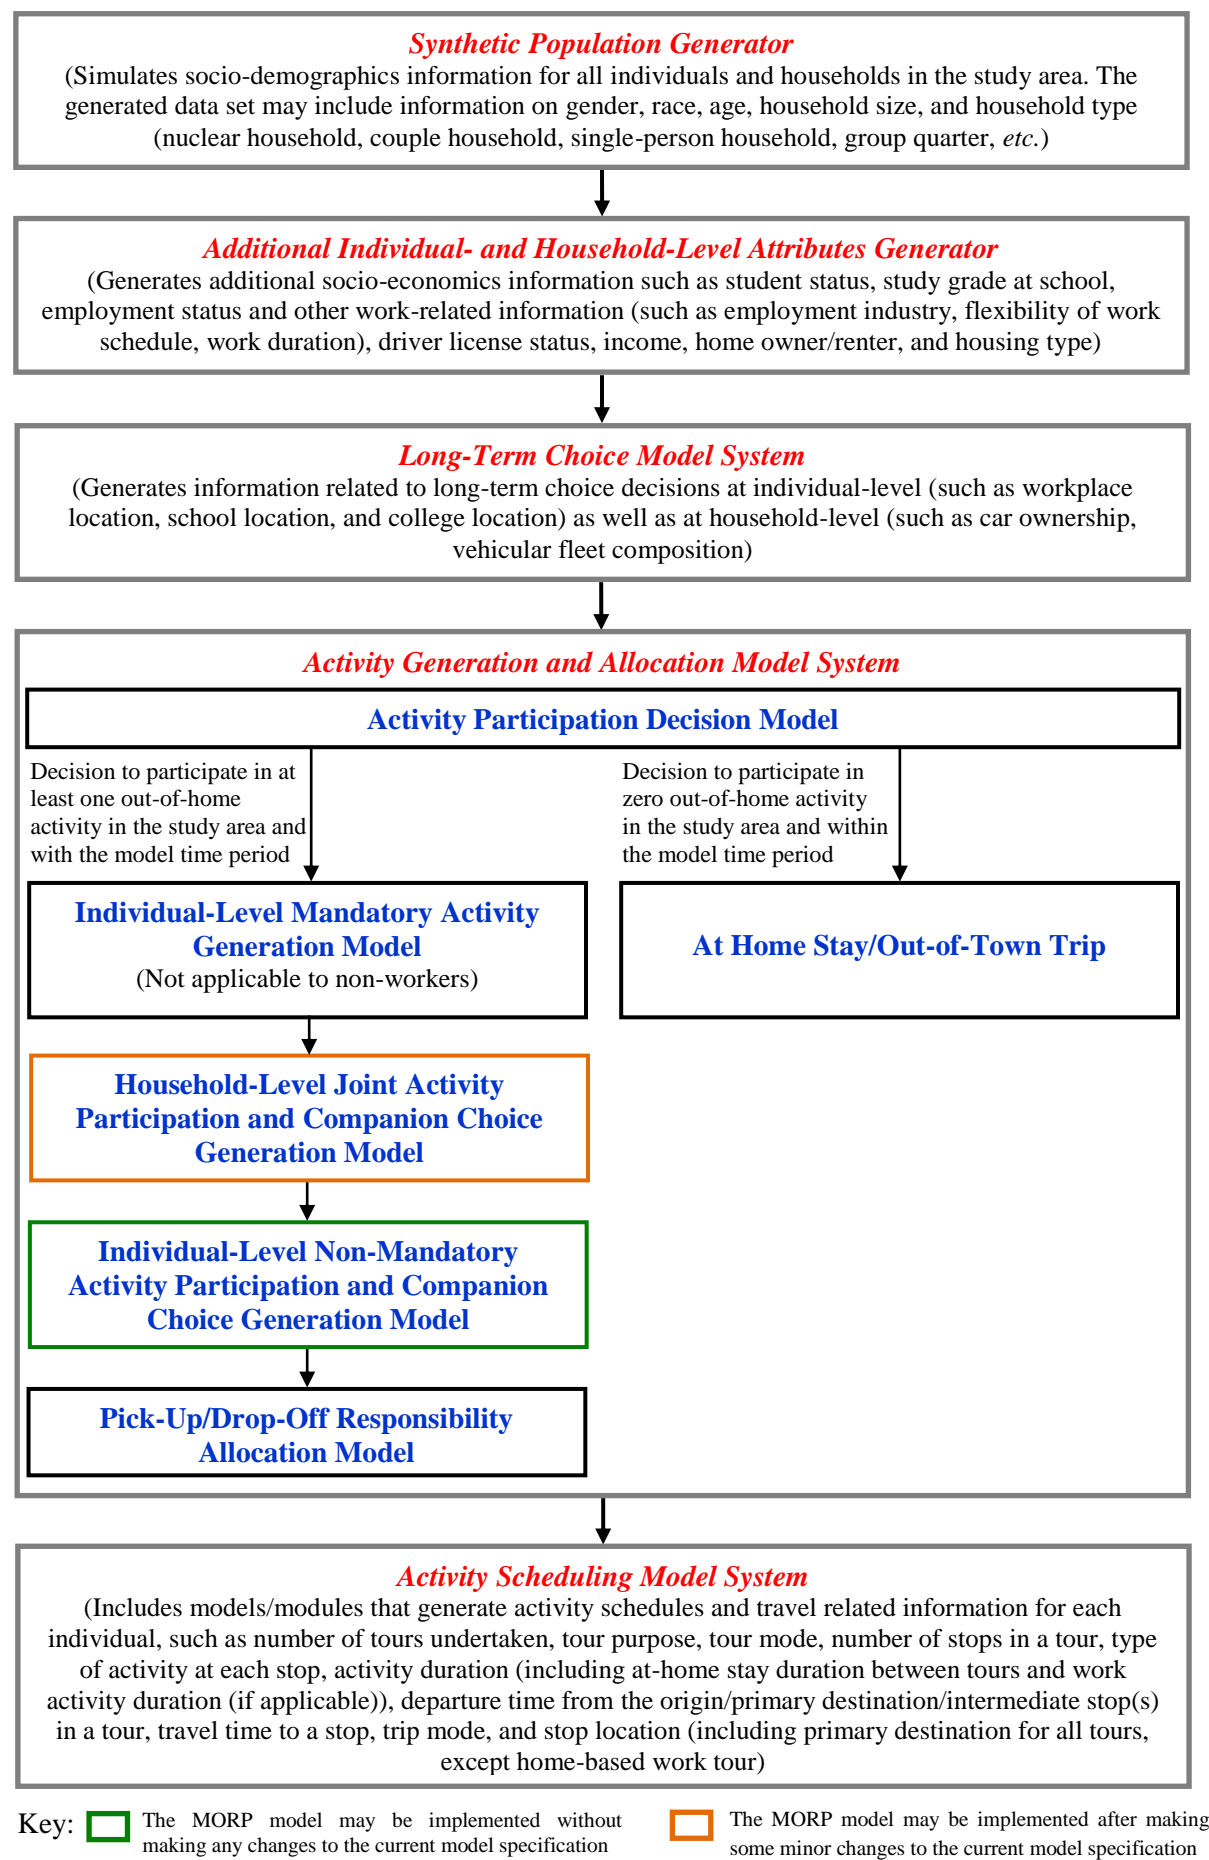 Synthetic Population Generator
(Simulates socio-demographics information for all individuals and households in the study area. The
generated data set may include information on gender, race, age, household size, and household type
(nuclear household, couple household, single-person household, group quarter, etc.)
Additional Individual- and Household-Level Attributes Generator
(Generates additional socio-economics information such as student status, study grade at school,
employment status and other work-related information (such as employment industry, flexibility of work
schedule, work duration), driver license status, income, home owner/renter, and housing type)
Long-Term Choice Model System
(Generates information related to long-term choice decisions at individual-level (such as workplace
location, school location, and college location) as well as at household-level (such as car ownership,
vehicular fleet composition)
Activity Generation and Allocation Model System
Activity Participation Decision Model
Decision to participate in at
least one out-of-home
activity in the study area and
with the model time period
Decision to participate in
zero out-of-home activity
in the study area and within
the model time period
Individual-Level Mandatory Activity
Generation Model
(Not applicable to non-workers)
At Home Stay/Out-of-Town Trip
Household-Level Joint Activity
Participation and Companion Choice
Generation Model
Individual-Level Non-Mandatory
Activity Participation and Companion
Choice Generation Model
Pick-Up/Drop-Off Responsibility
Allocation Model
Activity Scheduling Model System
(Includes models/modules that generate activity schedules and travel related information for each
individual, such as number of tours undertaken, tour purpose, tour mode, number of stops in a tour, type
of activity at each stop, activity duration (including at-home stay duration between tours and work
activity duration (if applicable)), departure time from the origin/primary destination/intermediate stop(s)
in a tour, travel time to a stop, trip mode, and stop location (including primary destination for all tours,
except home-based work tour)
Key:
The MORP model may be implemented without
making any changes to the current model specification
The MORP model may be implemented after making
some minor changes to the current model specification